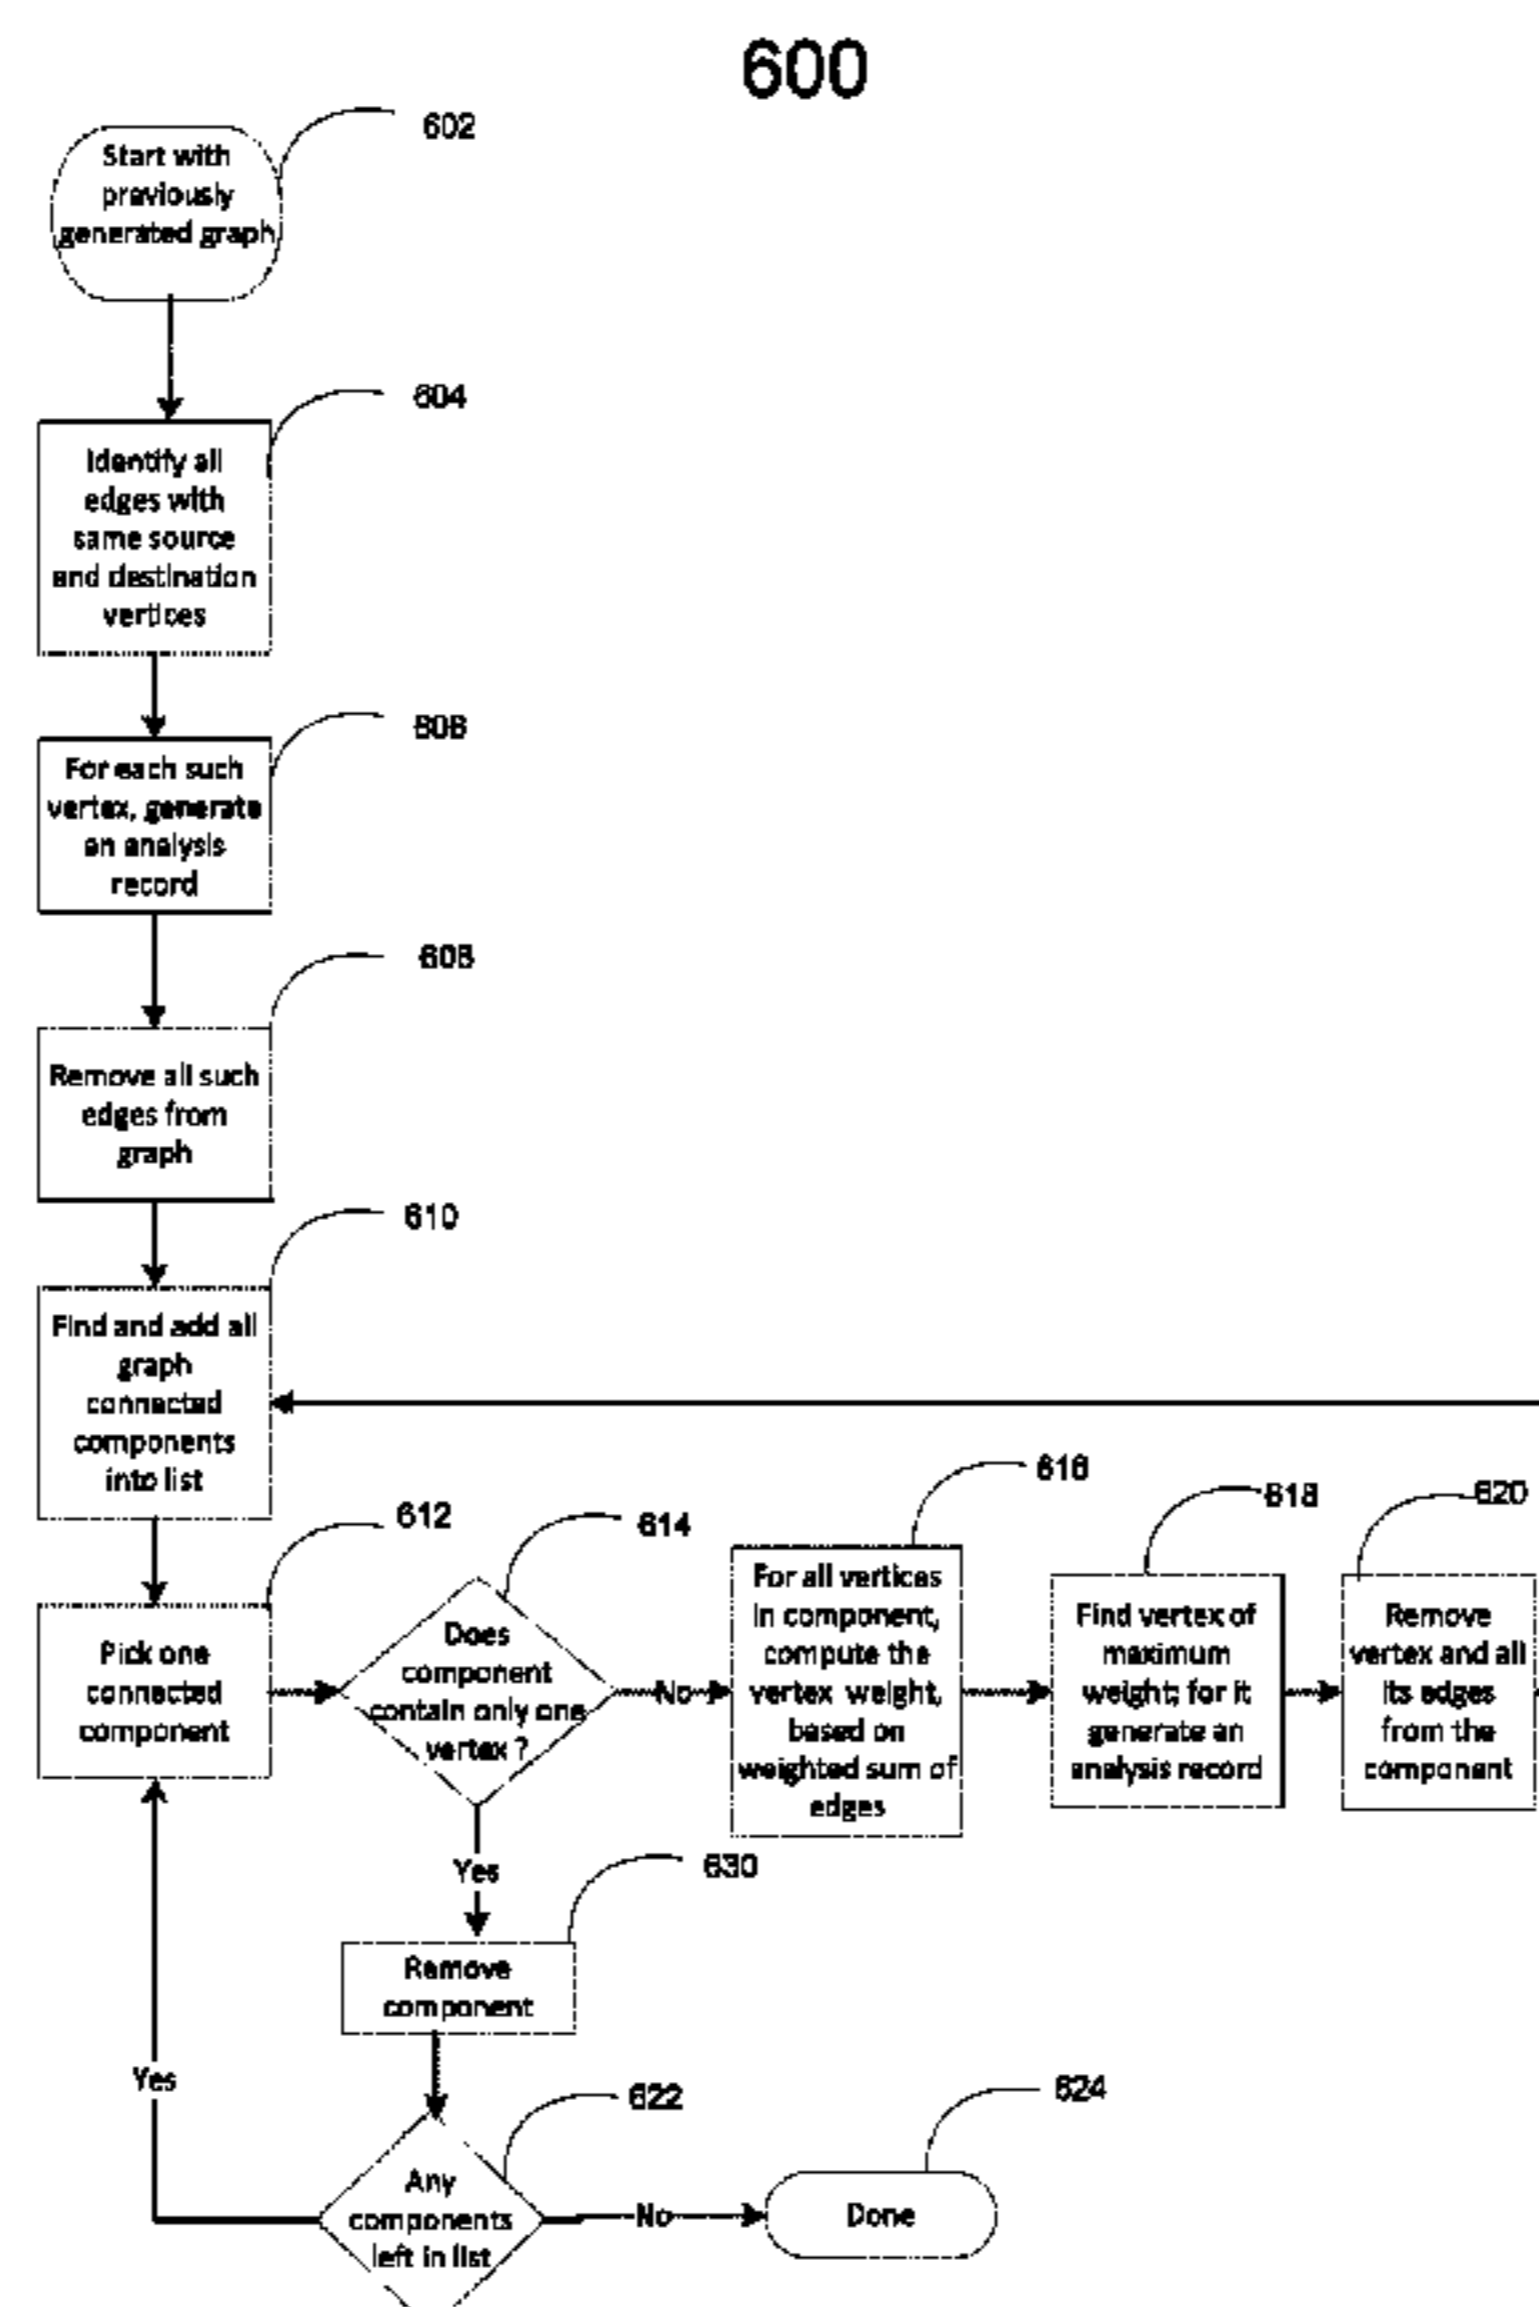 600
602
Start with
previously
generated graph
604
Identify all
edges with
same source
and destination
vertices
606
For each such
vertex, generate
an analysis
record
608
Remove all such
edges from
graph
610
Find and add all
graph
connected
components
into list
612
Pick one
connected
component
614
Does
component
contain only one
vertex ?
No
616
For all vertices
in component,
compute the
vertex weight,
based on
weighted sum of
edges
618
Find vertex of
maximum
weight; for it
generate an
analysis record
620
Remove
vertex and all
its edges
from the
component
Yes
630
Remove
component
Yes
622
Any
components
left in list
No
624
Done